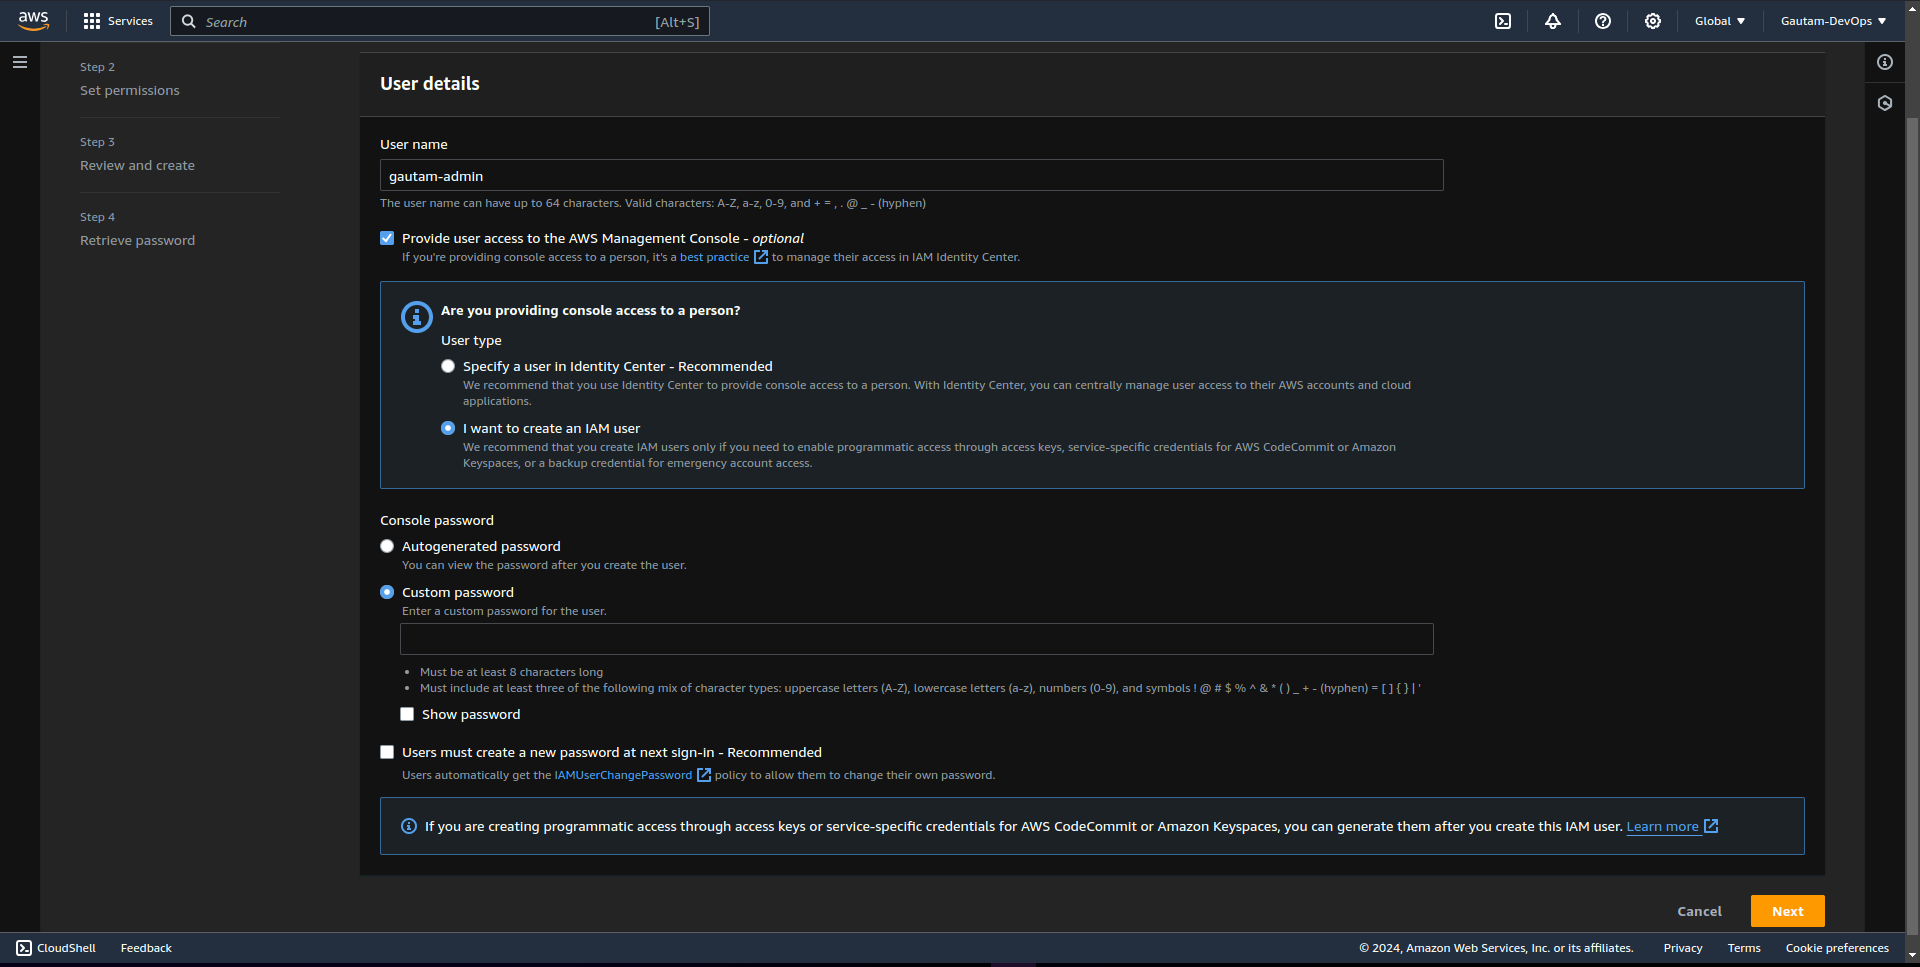 aws
Services
Search
[Alt+S]
Global
Gautam-DevOps
Step 2
Set permissions
Step 3
Review and create
Step 4
Retrieve password
User details
User name
gautam-admin
The user name can have up to 64 characters. Valid characters: A-Z, a-z, 0-9, and + = , . @ _ - (hyphen)
Provide user access to the AWS Management Console - optional
If you're providing console access to a person, it's a best practice to manage their access in IAM Identity Center.
Are you providing console access to a person?
User type
Specify a user in Identity Center - Recommended
We recommend that you use Identity Center to provide console access to a person. With Identity Center, you can centrally manage user access to their AWS accounts and cloud
applications.
I want to create an IAM user
We recommend that you create IAM users only if you need to enable programmatic access through access keys, service-specific credentials for AWS CodeCommit or Amazon
Keyspaces, or a backup credential for emergency account access.
Console password
Autogenerated password
You can view the password after you create the user.
Custom password
Enter a custom password for the user.
• Must be at least 8 characters long
• Must include at least three of the following mix of character types: uppercase letters (A-Z), lowercase letters (a-z), numbers (0-9), and symbols ! @ # $ % ^ & * ( ) _ + - (hyphen) = [ ] { } | '
Show password
Users must create a new password at next sign-in - Recommended
Users automatically get the IAMUserChangePassword policy to allow them to change their own password.
If you are creating programmatic access through access keys or service-specific credentials for AWS CodeCommit or Amazon Keyspaces, you can generate them after you create this IAM user. Learn more
Cancel
Next
CloudShell
Feedback
© 2024, Amazon Web Services, Inc. or its affiliates.
Privacy
Terms
Cookie preferences